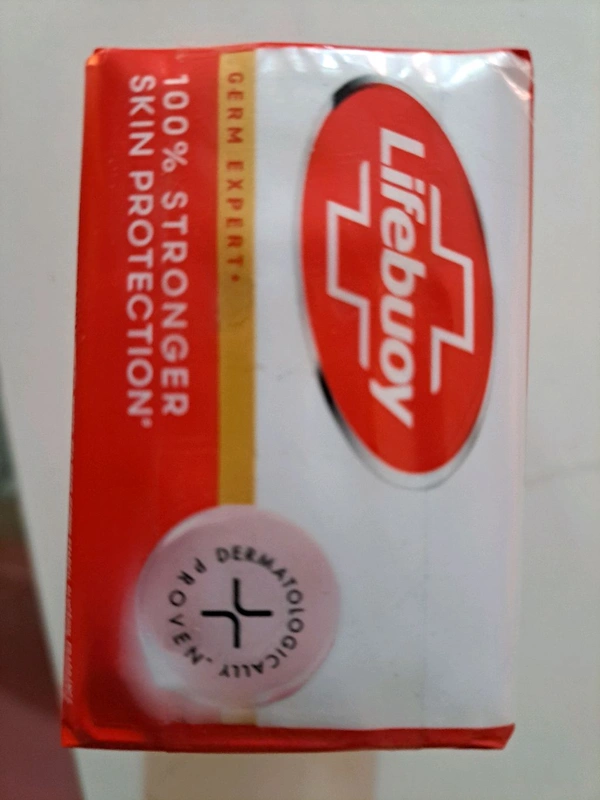 Lifebuoy
GERM EXPERT+
100% STRONGER
SKIN PROTECTION*
DERMATOLOGICALLY PROVEN~